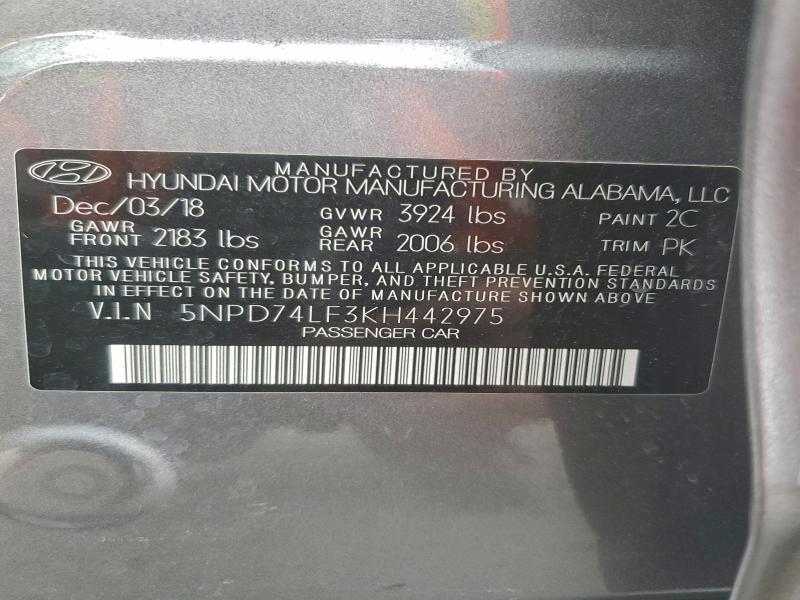 MANUFACTURED BY
HYUNDAI MOTOR MANUFACTURING ALABAMA, LLC
Dec/03/18 GVWR 3924 lbs PAINT 2C
GAWR FRONT 2183 lbs GAWR REAR 2006 lbs TRIM PK
THIS VEHICLE CONFORMS TO ALL APPLICABLE U.S.A. FEDERAL
MOTOR VEHICLE SAFETY, BUMPER, AND THEFT PREVENTION STANDARDS
IN EFFECT ON THE DATE OF MANUFACTURE SHOWN ABOVE
V.I.N 5NPD74LF3KH442975
PASSENGER CAR